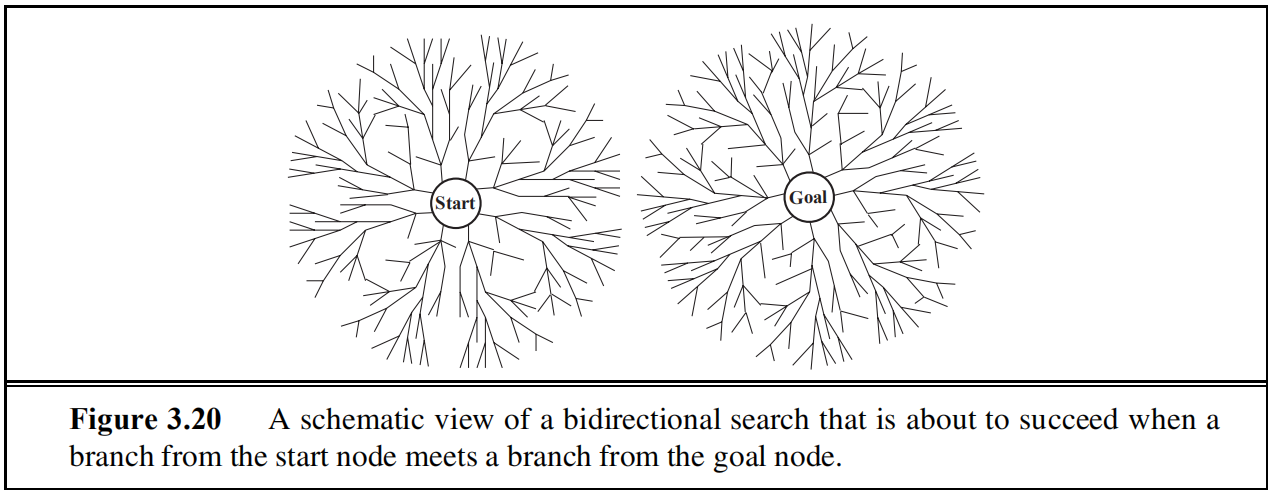 Start
Goal
Figure 3.20 A schematic view of a bidirectional search that is about to succeed when a
branch from the start node meets a branch from the goal node.